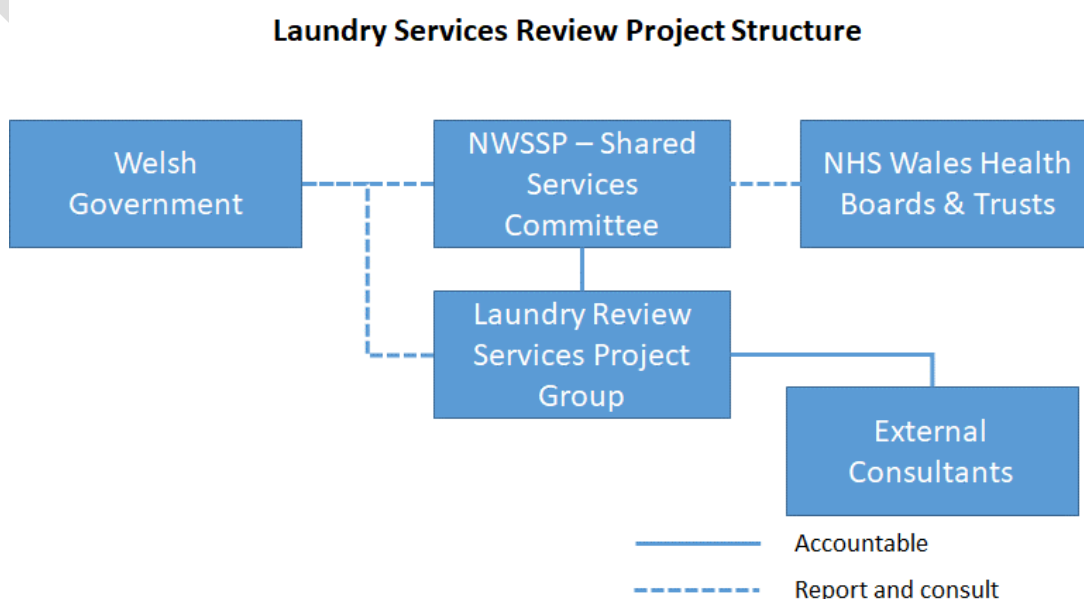 Laundry Services Review Project Structure
Welsh
Government
NWSSP – Shared
Services
Committee
NHS Wales Health
Boards & Trusts
Laundry Review
Services Project
Group
External
Consultants
Accountable
Report and consult